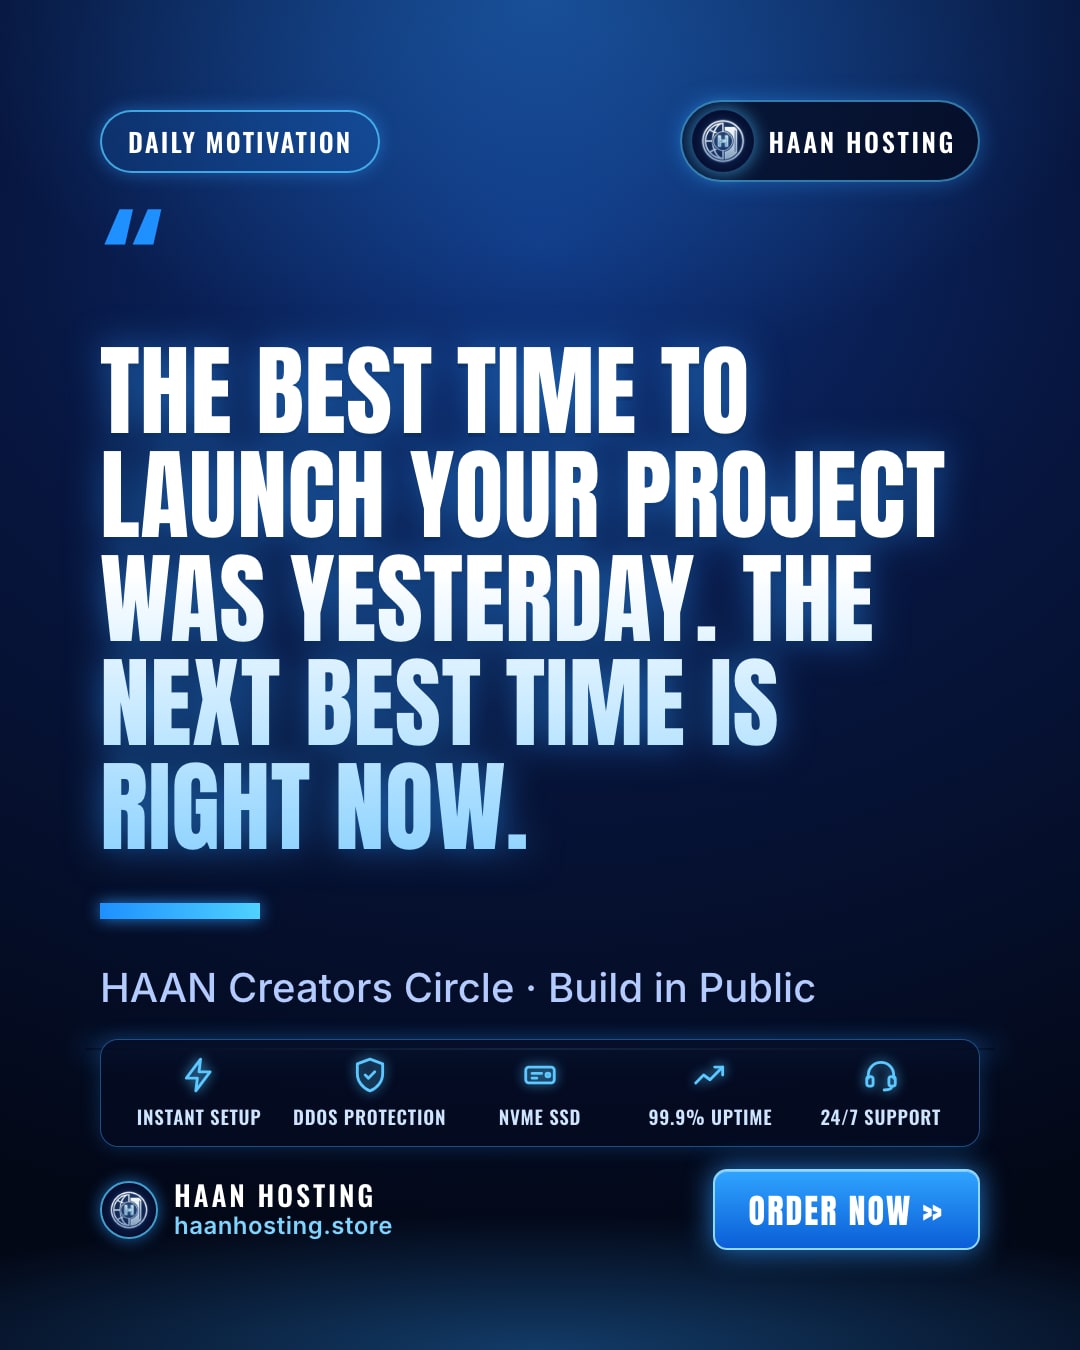 DAILY MOTIVATION
HAAN HOSTING
“
THE BEST TIME TO
LAUNCH YOUR PROJECT
WAS YESTERDAY. THE
NEXT BEST TIME IS
RIGHT NOW.
HAAN Creators Circle · Build in Public
INSTANT SETUP
DDOS PROTECTION
NVME SSD
99.9% UPTIME
24/7 SUPPORT
HAAN HOSTING
haanhosting.store
ORDER NOW »